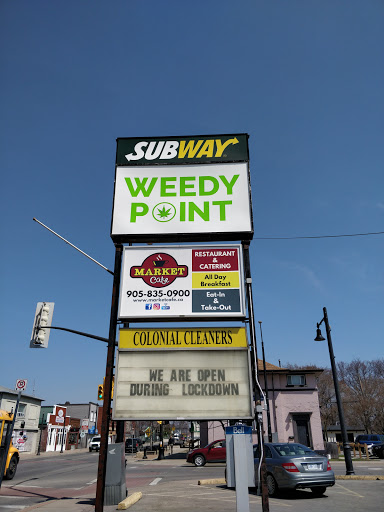 SUBWAY
WEEDY
POINT
MARKET
Cafe
905-835-0900
www.marketcafe.ca
RESTAURANT
&
CATERING
All Day
Breakfast
Eat-In
&
Take-Out
COLONIAL CLEANERS
WE ARE OPEN
DURING LOCKDOWN